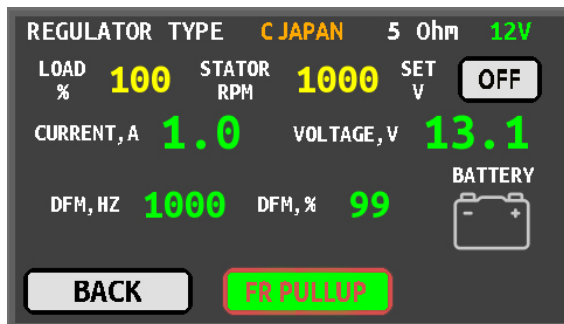 REGULATOR TYPE C JAPAN 5 Ohm 12V
LOAD % 100 STATOR RPM 1000 SET V OFF
CURRENT,A 1.0 VOLTAGE,V 13.1
BATTERY
DFM,HZ 1000 DFM,% 99
- +
BACK FR PULLUP